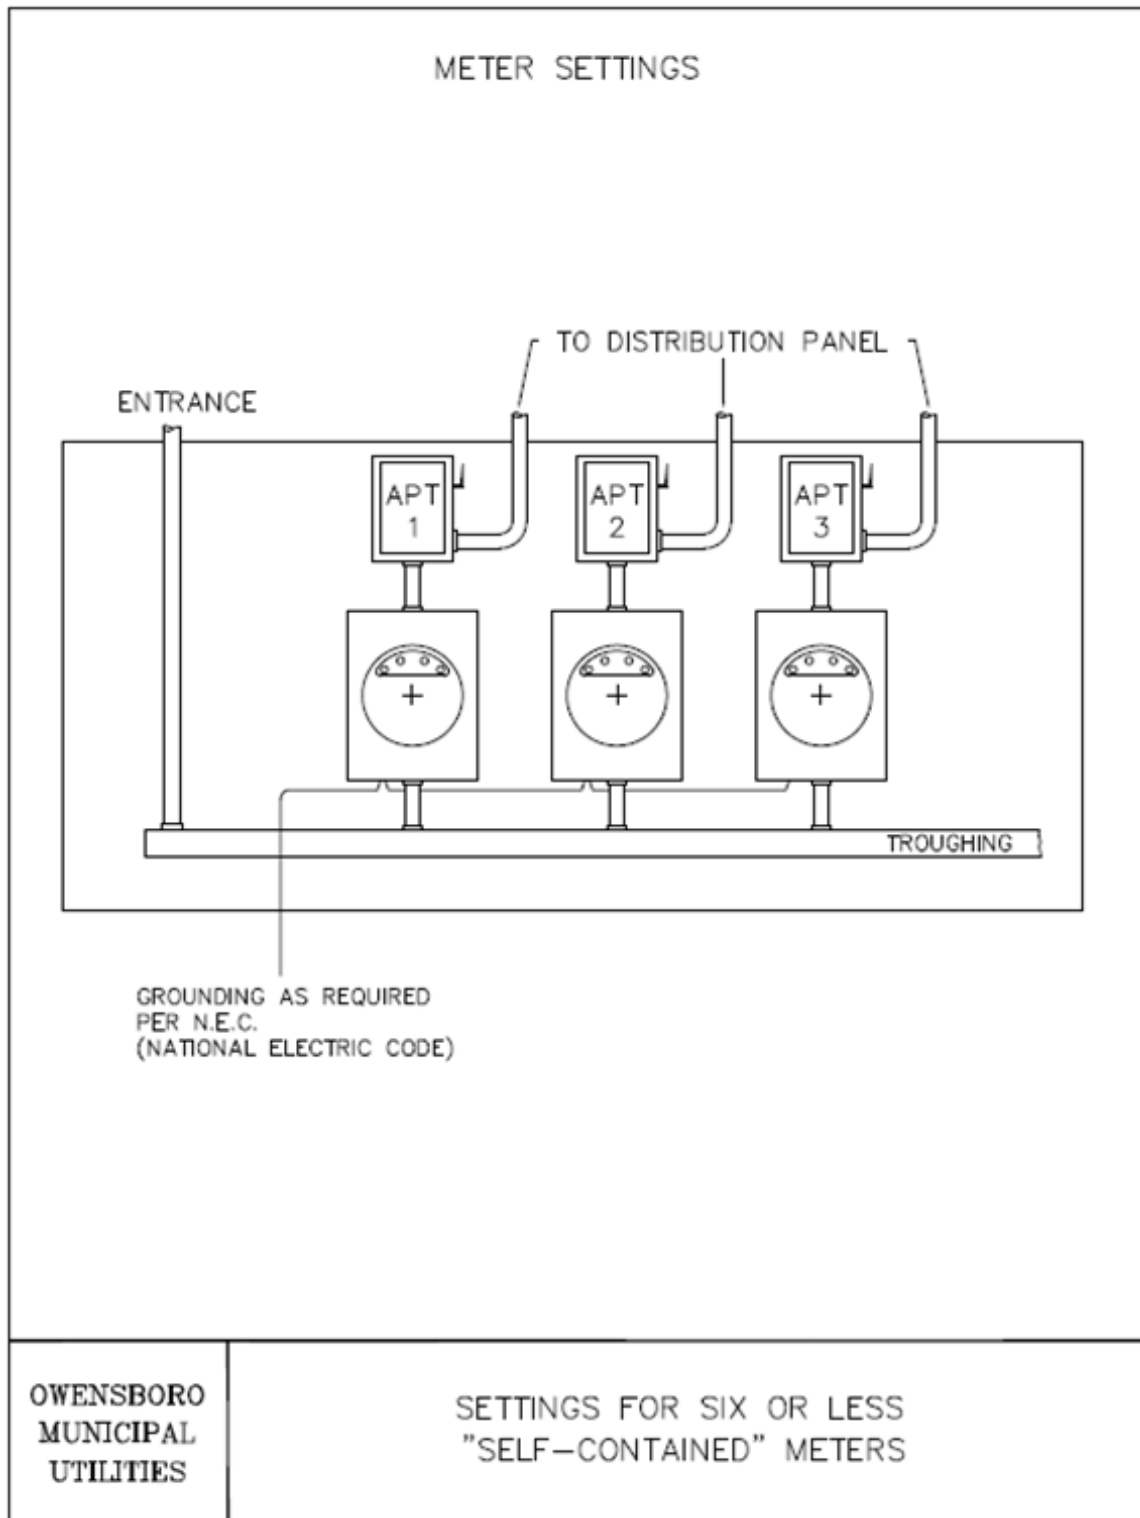 METER SETTINGS
TO DISTRIBUTION PANEL
ENTRANCE
APT
1
APT
2
APT
3
TROUGHING
GROUNDING AS REQUIRED
PER N.E.C.
(NATIONAL ELECTRIC CODE)
OWENSBORO
MUNICIPAL
UTILITIES
SETTINGS FOR SIX OR LESS
"SELF-CONTAINED" METERS